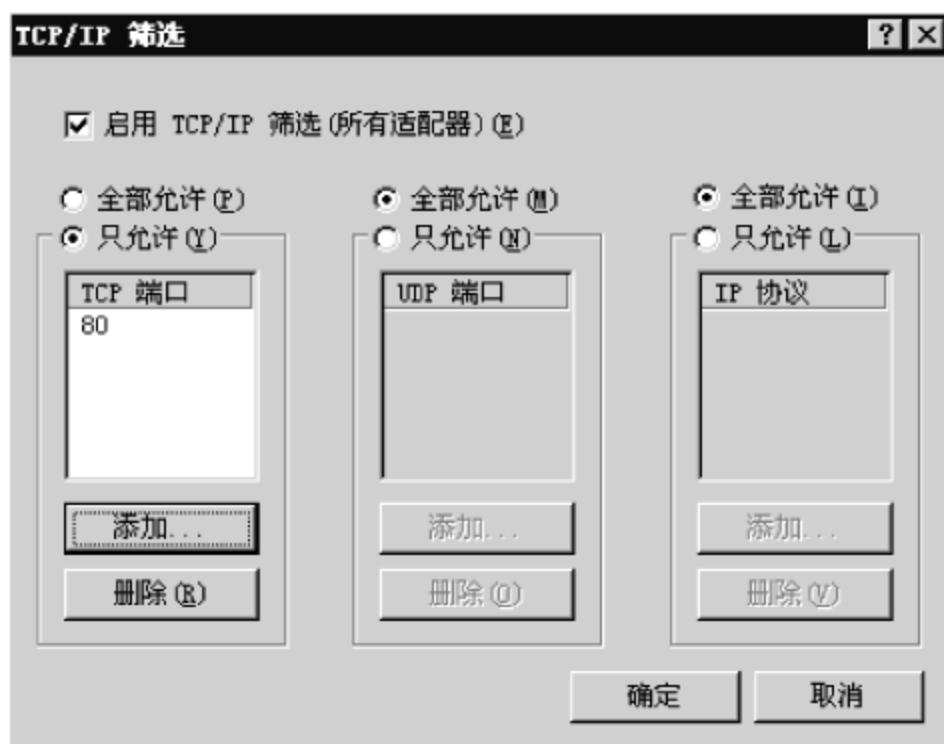 TCP/IP 筛选
启用 TCP/IP 筛选(所有适配器)(E)
全部允许(P) 全部允许(M) 全部允许(I)
只允许(Y) 只允许(N) 只允许(L)
TCP 端口 UDP 端口 IP 协议
80
添加... 添加... 添加...
删除(R) 删除(O) 删除(V)
确定 取消